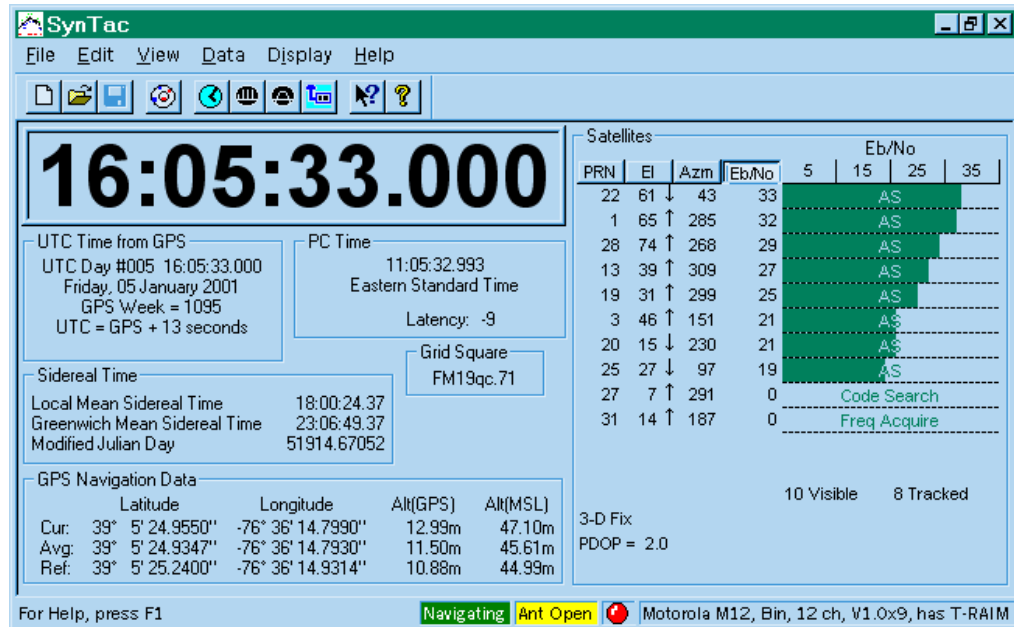 SynTac
File Edit View Data Display Help
16:05:33.000
UTC Time from GPS
UTC Day #005 16:05:33.000
Friday, 05 January 2001
GPS Week = 1095
UTC = GPS + 13 seconds
PC Time
11:05:32.993
Eastern Standard Time
Latency: -9
Grid Square
FM19qc.71
Sidereal Time
Local Mean Sidereal Time 18:00:24.37
Greenwich Mean Sidereal Time 23:06:49.37
Modified Julian Day 51914.67052
GPS Navigation Data
Latitude Longitude Alt(GPS) Alt(MSL)
Cur: 39° 5' 24.9550'' -76° 36' 14.7990'' 12.99m 47.10m
Avg: 39° 5' 24.9347'' -76° 36' 14.7930'' 11.50m 45.61m
Ref: 39° 5' 25.2400'' -76° 36' 14.9314'' 10.88m 44.99m
Satellites
Eb/No
PRN El Azm Eb/No 5 15 25 35
22 61 ↓ 43 33 AS
1 65 ↑ 285 32 AS
28 74 ↑ 268 29 AS
13 39 ↑ 309 27 AS
19 31 ↑ 299 25 AS
3 46 ↑ 151 21 AS
20 15 ↓ 230 21 AS
25 27 ↓ 97 19 AS
27 7 ↑ 291 0 Code Search
31 14 ↑ 187 0 Freq Acquire
10 Visible 8 Tracked
3-D Fix
PDOP = 2.0
For Help, press F1 Navigating Ant Open Motorola M12, Bin, 12 ch, V1.0x9, has T-RAIM